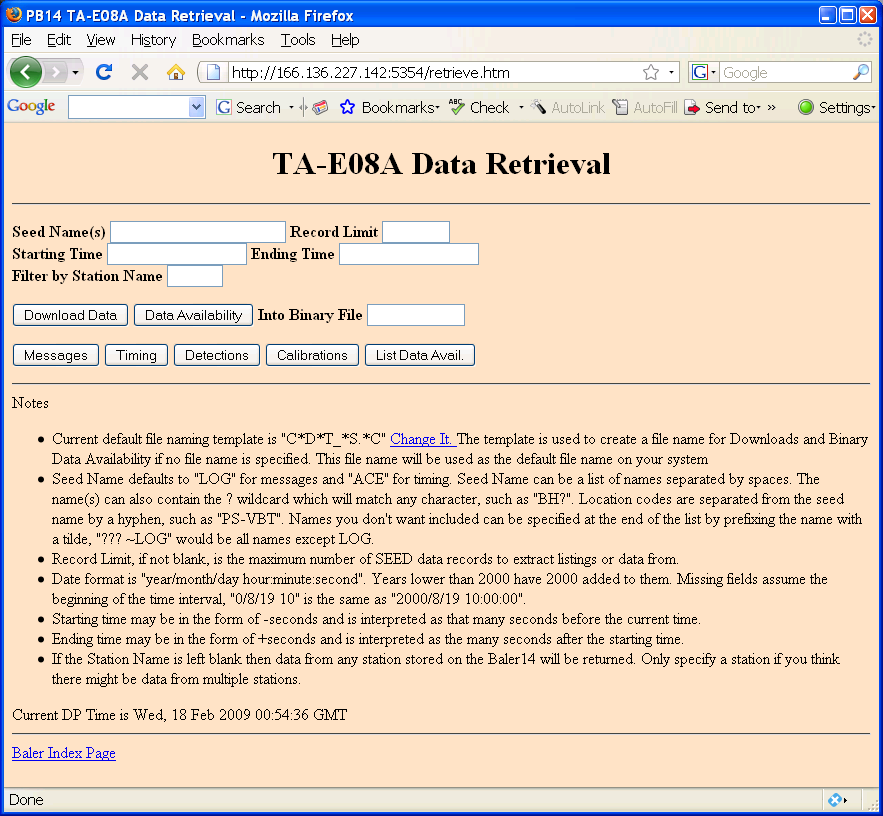 PB14 TA-E08A Data Retrieval - Mozilla Firefox
File Edit View History Bookmarks Tools Help
http://166.136.227.142:5354/retrieve.htm G Google
Google G Search Bookmarks ABC Check AutoLink AutoFill Send to » Settings
TA-E08A Data Retrieval
Seed Name(s) Record Limit
Starting Time Ending Time
Filter by Station Name
Download Data Data Availability Into Binary File
Messages Timing Detections Calibrations List Data Avail.
Notes
• Current default file naming template is "C*D*T_*S.*C" Change It. The template is used to create a file name for Downloads and Binary
Data Availability if no file name is specified. This file name will be used as the default file name on your system
• Seed Name defaults to "LOG" for messages and "ACE" for timing. Seed Name can be a list of names separated by spaces. The
name(s) can also contain the ? wildcard which will match any character, such as "BH?". Location codes are separated from the seed
name by a hyphen, such as "PS-VBT". Names you don't want included can be specified at the end of the list by prefixing the name with
a tilde, "??? ~LOG" would be all names except LOG.
• Record Limit, if not blank, is the maximum number of SEED data records to extract listings or data from.
• Date format is "year/month/day hour:minute:second". Years lower than 2000 have 2000 added to them. Missing fields assume the
beginning of the time interval, "0/8/19 10" is the same as "2000/8/19 10:00:00".
• Starting time may be in the form of -seconds and is interpreted as that many seconds before the current time.
• Ending time may be in the form of +seconds and is interpreted as the many seconds after the starting time.
• If the Station Name is left blank then data from any station stored on the Baler14 will be returned. Only specify a station if you think
there might be data from multiple stations.
Current DP Time is Wed, 18 Feb 2009 00:54:36 GMT
Baler Index Page
Done